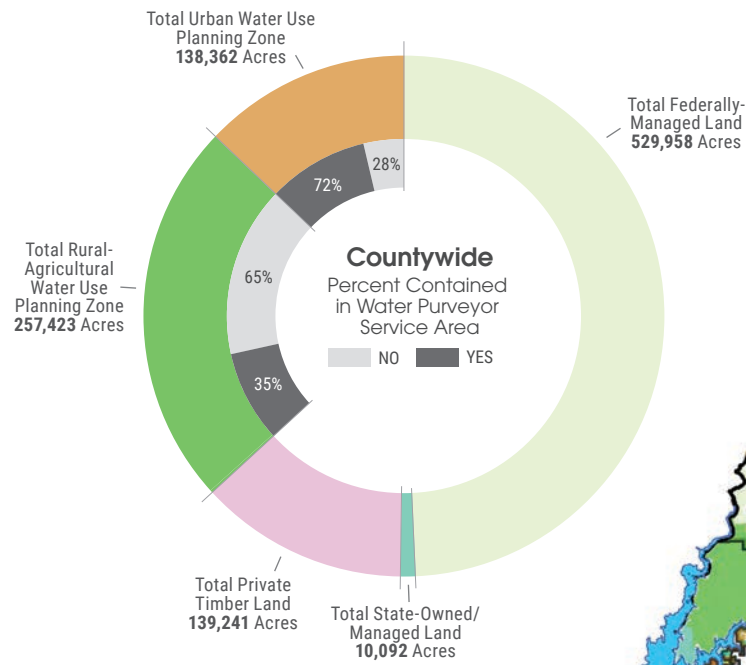 Total Urban Water Use
Planning Zone
138,362 Acres
Total Federally-
Managed Land
529,958 Acres
28%
72%
65%
35%
Countywide
Percent Contained
in Water Purveyor
Service Area
NO
YES
Total Rural-
Agricultural
Water Use
Planning Zone
257,423 Acres
Total Private
Timber Land
139,241 Acres
Total State-Owned/
Managed Land
10,092 Acres